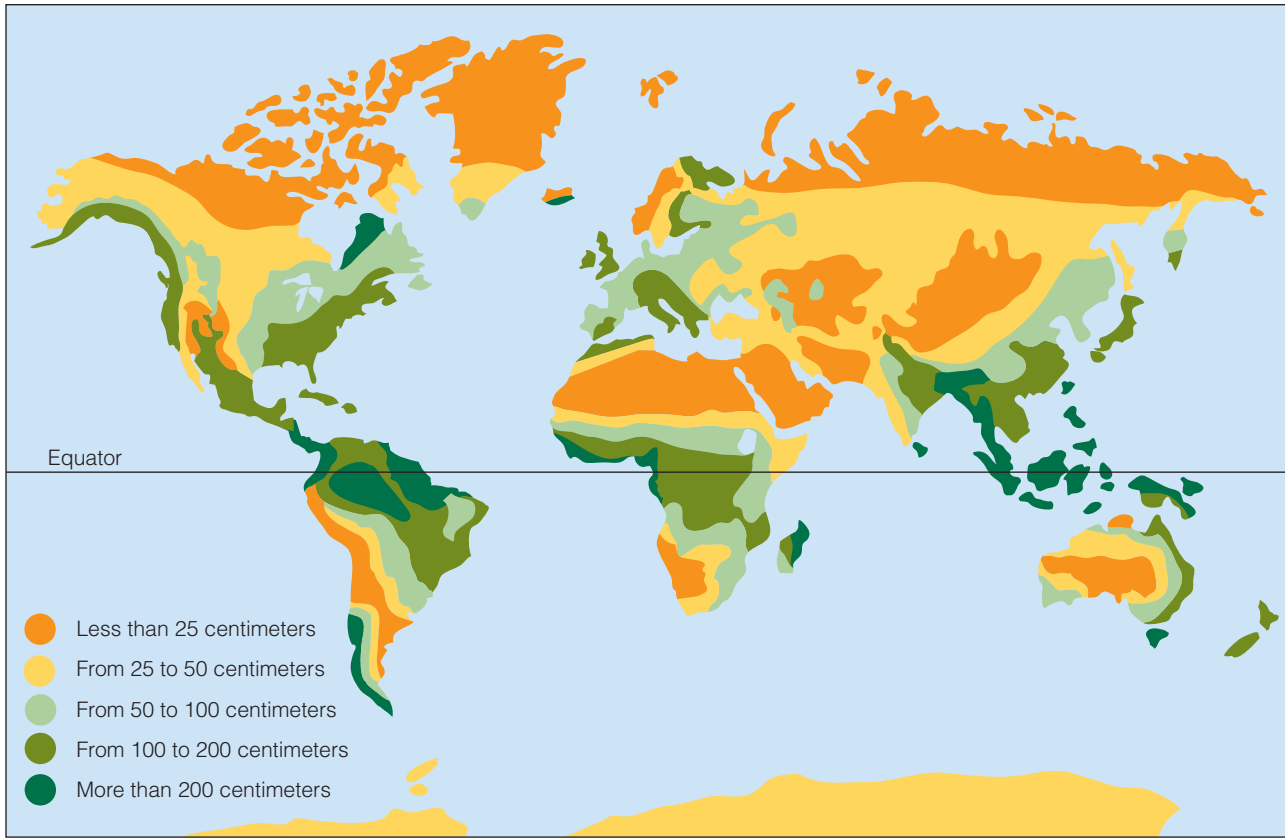 Equator
Less than 25 centimeters
From 25 to 50 centimeters
From 50 to 100 centimeters
From 100 to 200 centimeters
More than 200 centimeters